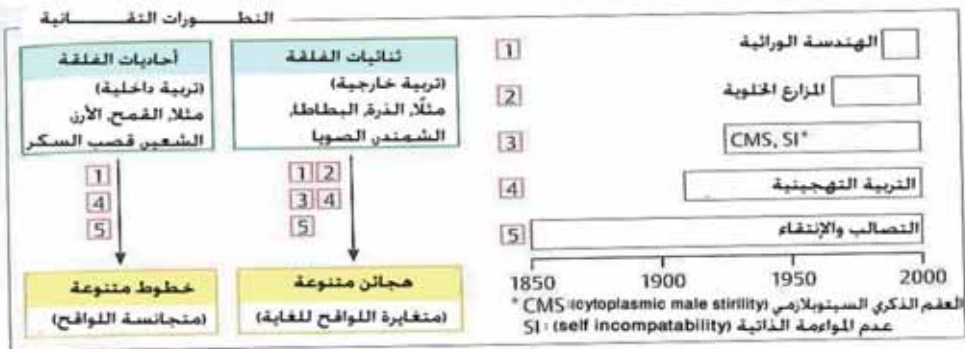 التطـــورات التقـــانية
أحاديات الفلقة
(تربية داخلية)
مثلا، القمح، الأرز،
الشعير، قصب السكر
1
4
5
خطوط متنوعة
(متجانسة اللواقح)
ثنائيات الفلقة
(تربية خارجية)
مثلًا، الذرة، البطاطا،
الشمندر، الصويا
1 2
3 4
5
هجائن متنوعة
(متغايرة اللواقح للغاية)
1 الهندسة الوراثية
2 المزارع الخلوية
3 CMS, SI*
4 التربية التهجينية
5 التصالب والإنتقاء
1850 1900 1950 2000
* CMS:(cytoplasmic male stirility) العقم الذكري السيتوبلازمي
SI: (self incompatability) عدم المواءمة الذاتية